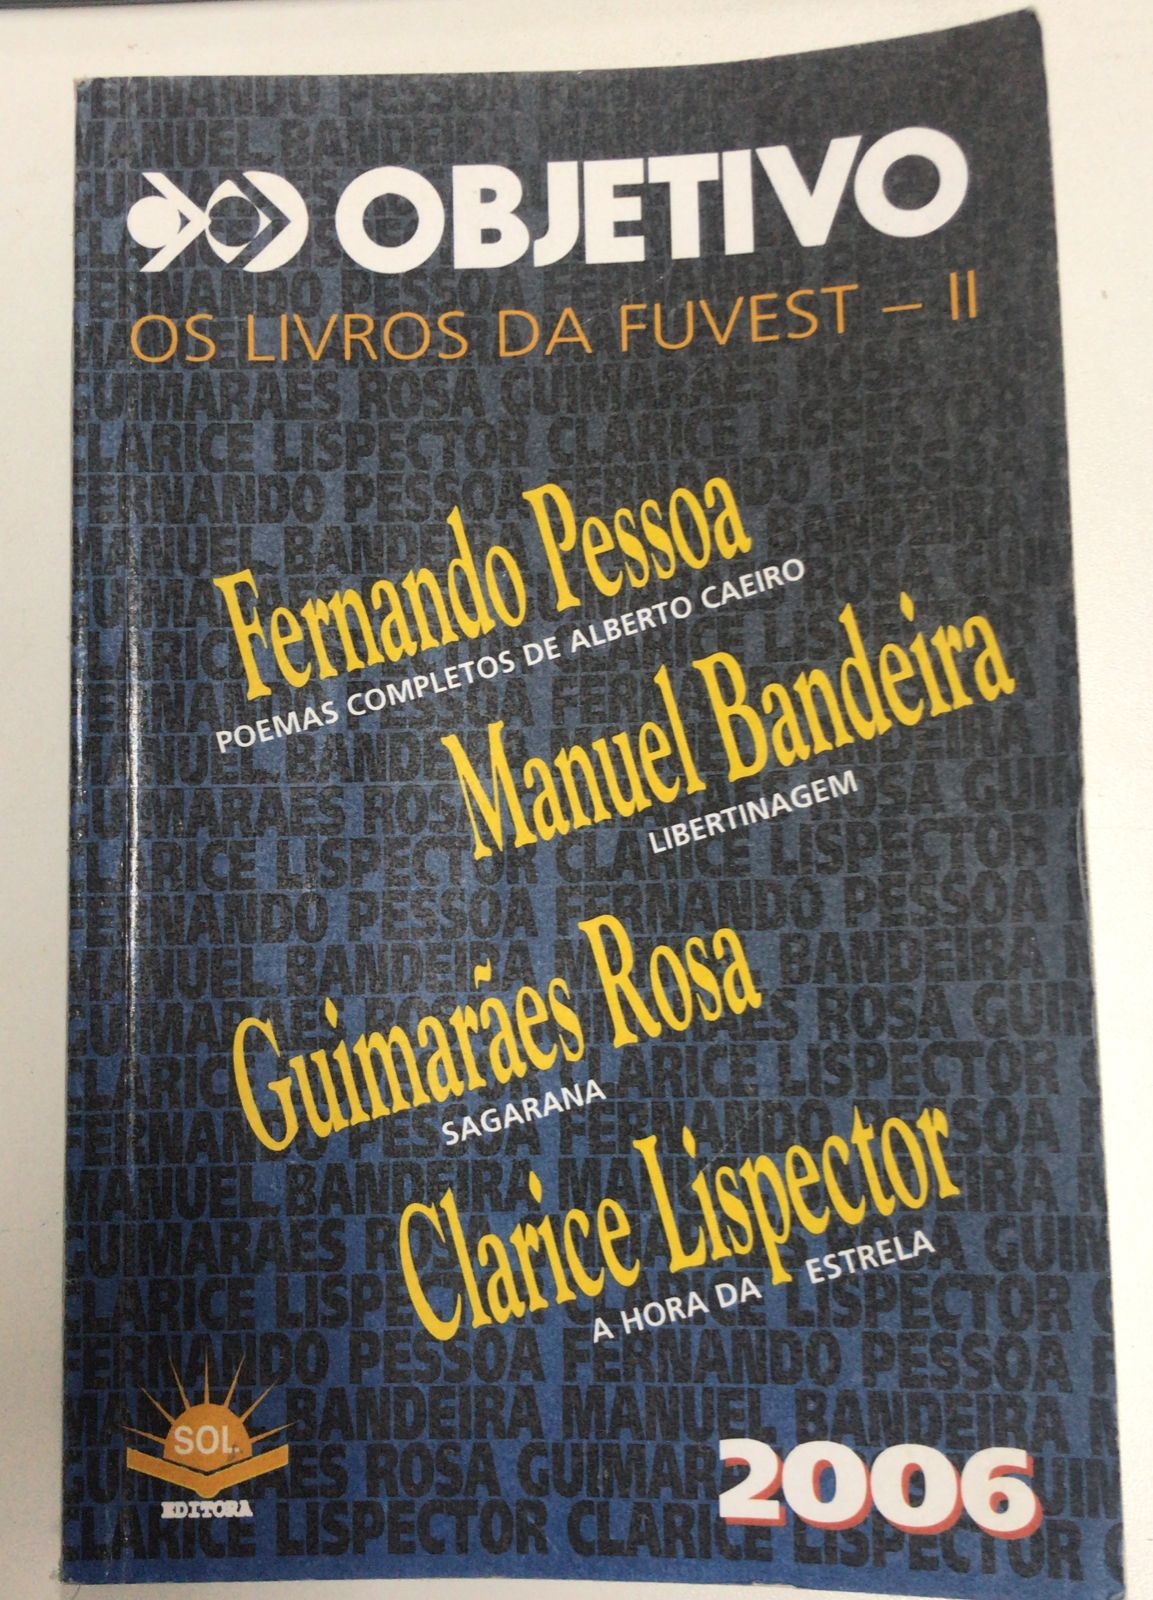 OBJETIVO
OS LIVROS DA FUVEST – II
Fernando Pessoa
POEMAS COMPLETOS DE ALBERTO CAEIRO
Manuel Bandeira
LIBERTINAGEM
Guimarães Rosa
SAGARANA
Clarice Lispector
A HORA DA ESTRELA
SOL
EDITORA
2006